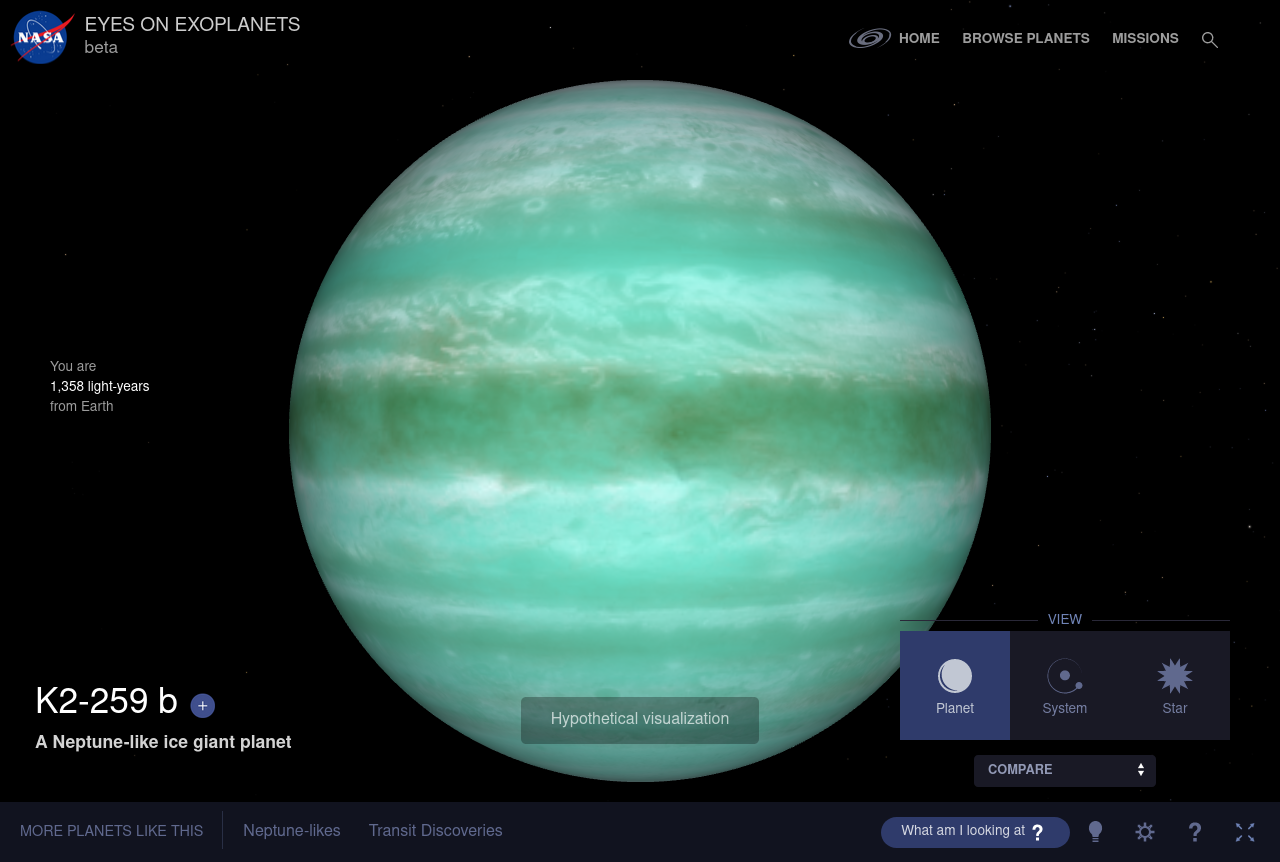 NASA
EYES ON EXOPLANETS
beta
HOME
BROWSE PLANETS
MISSIONS
You are
1,358 light-years
from Earth
K2-259 b +
A Neptune-like ice giant planet
Hypothetical visualization
VIEW
Planet
System
Star
COMPARE
MORE PLANETS LIKE THIS
Neptune-likes
Transit Discoveries
What am I looking at ?
?